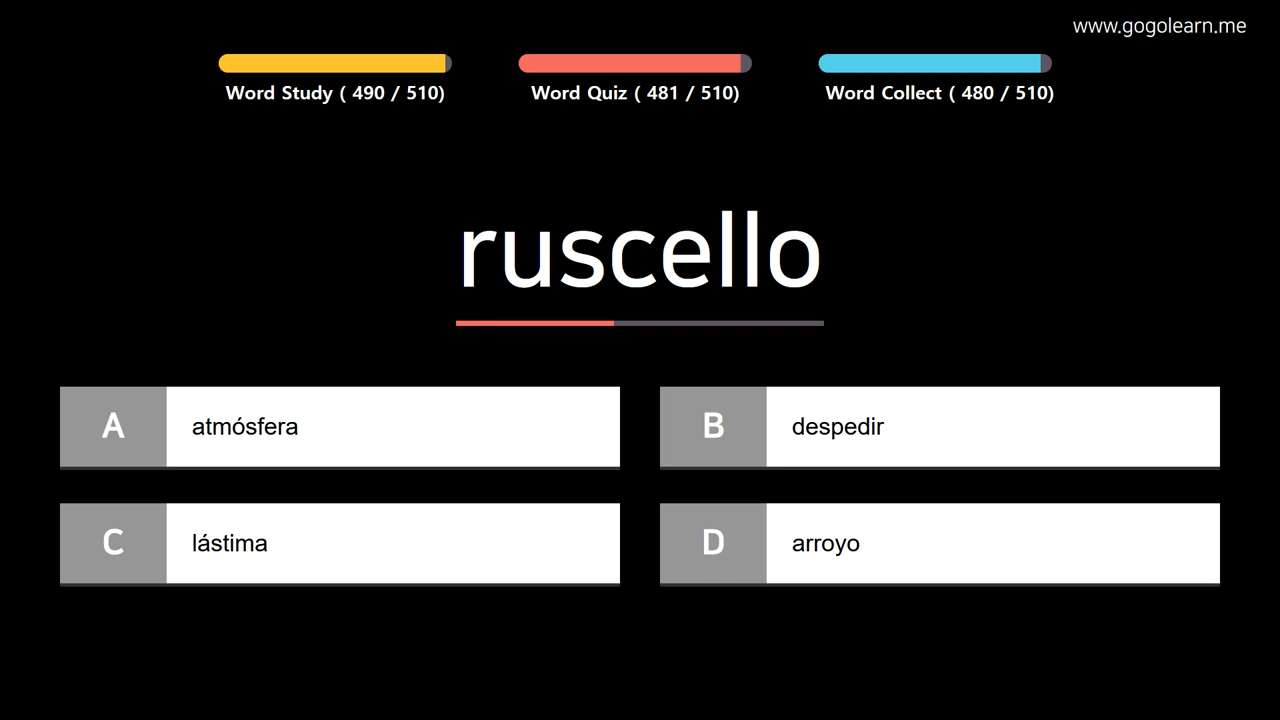 www.gogolearn.me
Word Study ( 490 / 510)
Word Quiz ( 481 / 510)
Word Collect ( 480 / 510)
ruscello
A
atmósfera
B
despedir
C
lástima
D
arroyo